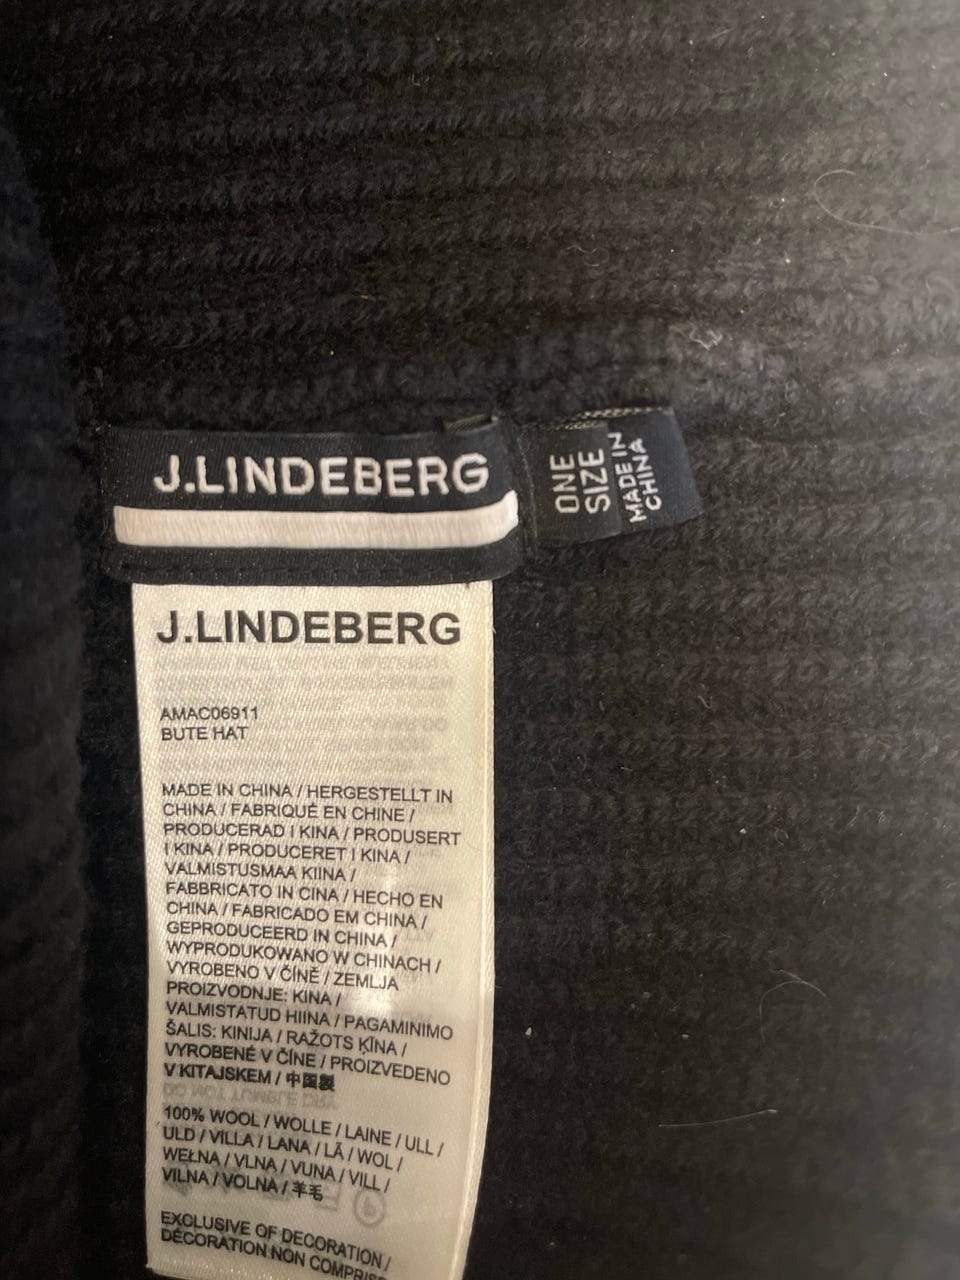 J.LINDEBERG
ONE
SIZE
MADE IN
CHINA
J.LINDEBERG
AMAC06911
BUTE HAT
MADE IN CHINA / HERGESTELLT IN
CHINA / FABRIQUÉ EN CHINE /
PRODUCERAD I KINA / PRODUSERT
I KINA / PRODUCERET I KINA /
VALMISTUSMAA KIINA /
FABBRICATO IN CINA / HECHO EN
CHINA / FABRICADO EM CHINA /
GEPRODUCEERD IN CHINA /
WYPRODUKOWANO W CHINACH /
VYROBENO V ČÍNĚ / ZEMLJA
PROIZVODNJE: KINA /
VALMISTATUD HIINA / PAGAMINIMO
ŠALIS: KINIJA / RAŽOTS ĶĪNA /
VYROBENÉ V ČÍNE / PROIZVEDENO
V KITAJSKEM / 中国製
100% WOOL / WOLLE / LAINE / ULL /
ULD / VILLA / LANA / LÃ / WOL /
WEŁNA / VLNA / VUNA / VILL /
VILNA / VOLNA / 羊毛
EXCLUSIVE OF DECORATION /
DÉCORATION NON COMPRISE